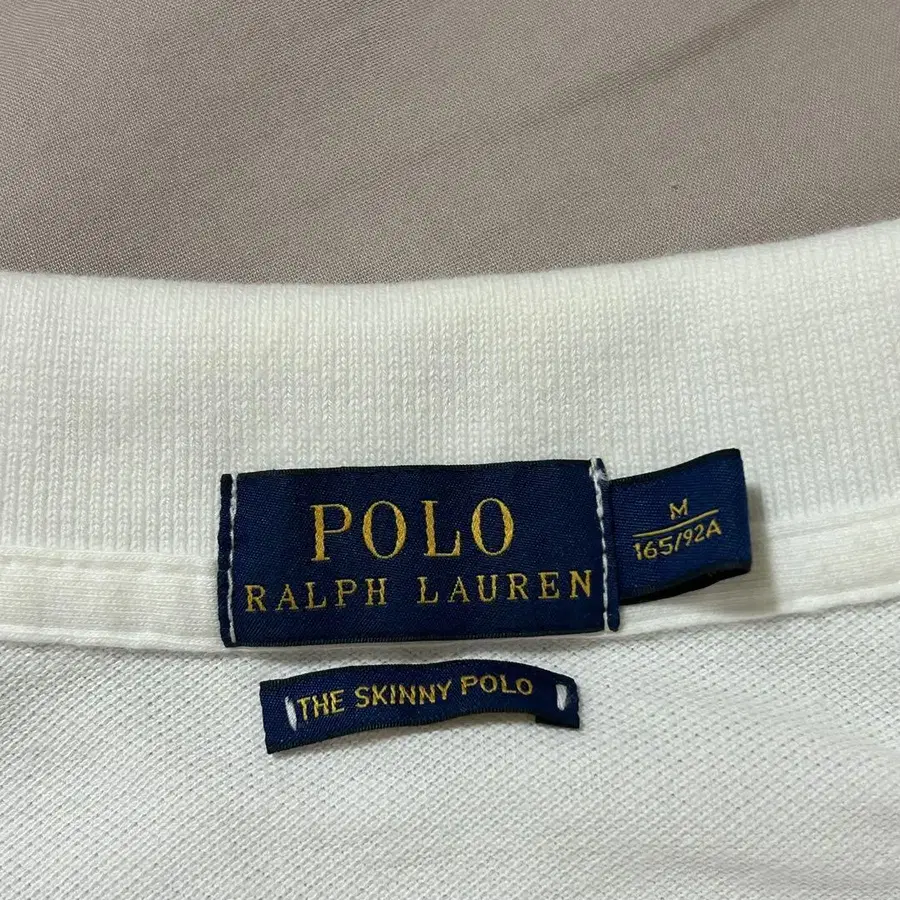 POLO
RALPH LAUREN
M
165/92A
THE SKINNY POLO